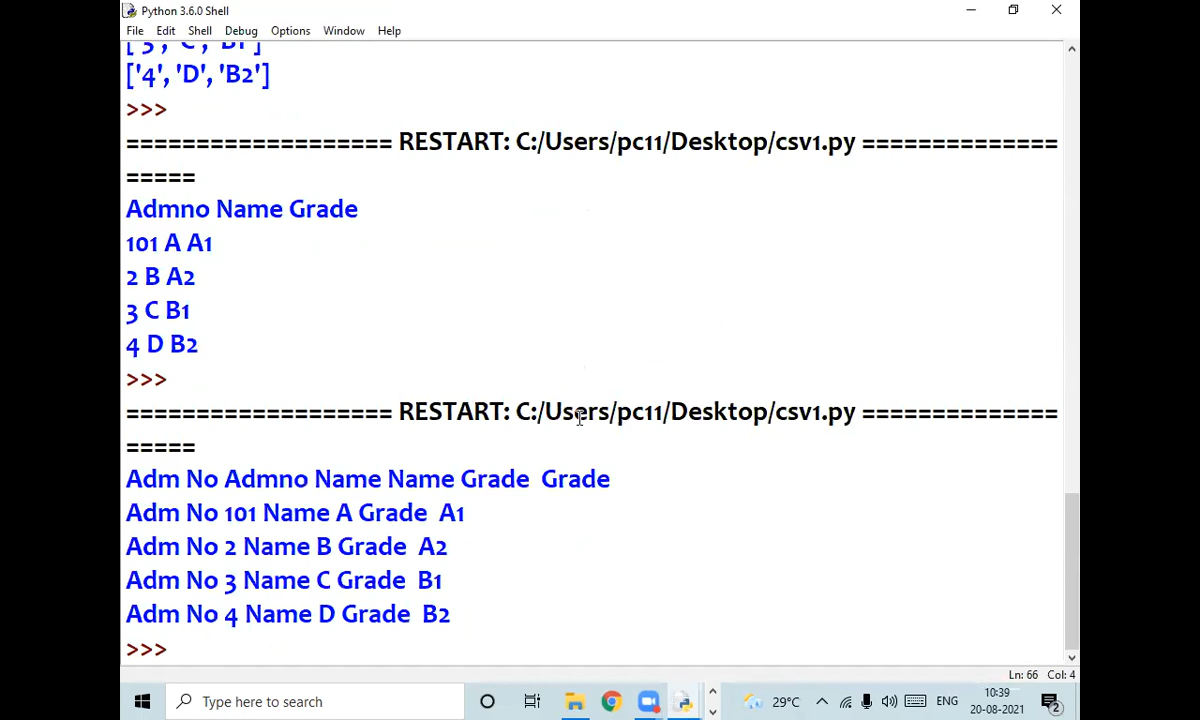 Python 3.6.0 Shell
File Edit Shell Debug Options Window Help
['3', 'C', 'B1']
['4', 'D', 'B2']
>>>
=================== RESTART: C:/Users/pc11/Desktop/csv1.py ==============
=====
Admno Name Grade
101 A A1
2 B A2
3 C B1
4 D B2
>>>
=================== RESTART: C:/Users/pc11/Desktop/csv1.py ==============
=====
Adm No Admno Name Name Grade  Grade
Adm No 101 Name A Grade  A1
Adm No 2 Name B Grade  A2
Adm No 3 Name C Grade  B1
Adm No 4 Name D Grade  B2
>>>
Ln: 66 Col: 4
Type here to search
29°C
ENG
10:39
20-08-2021
2